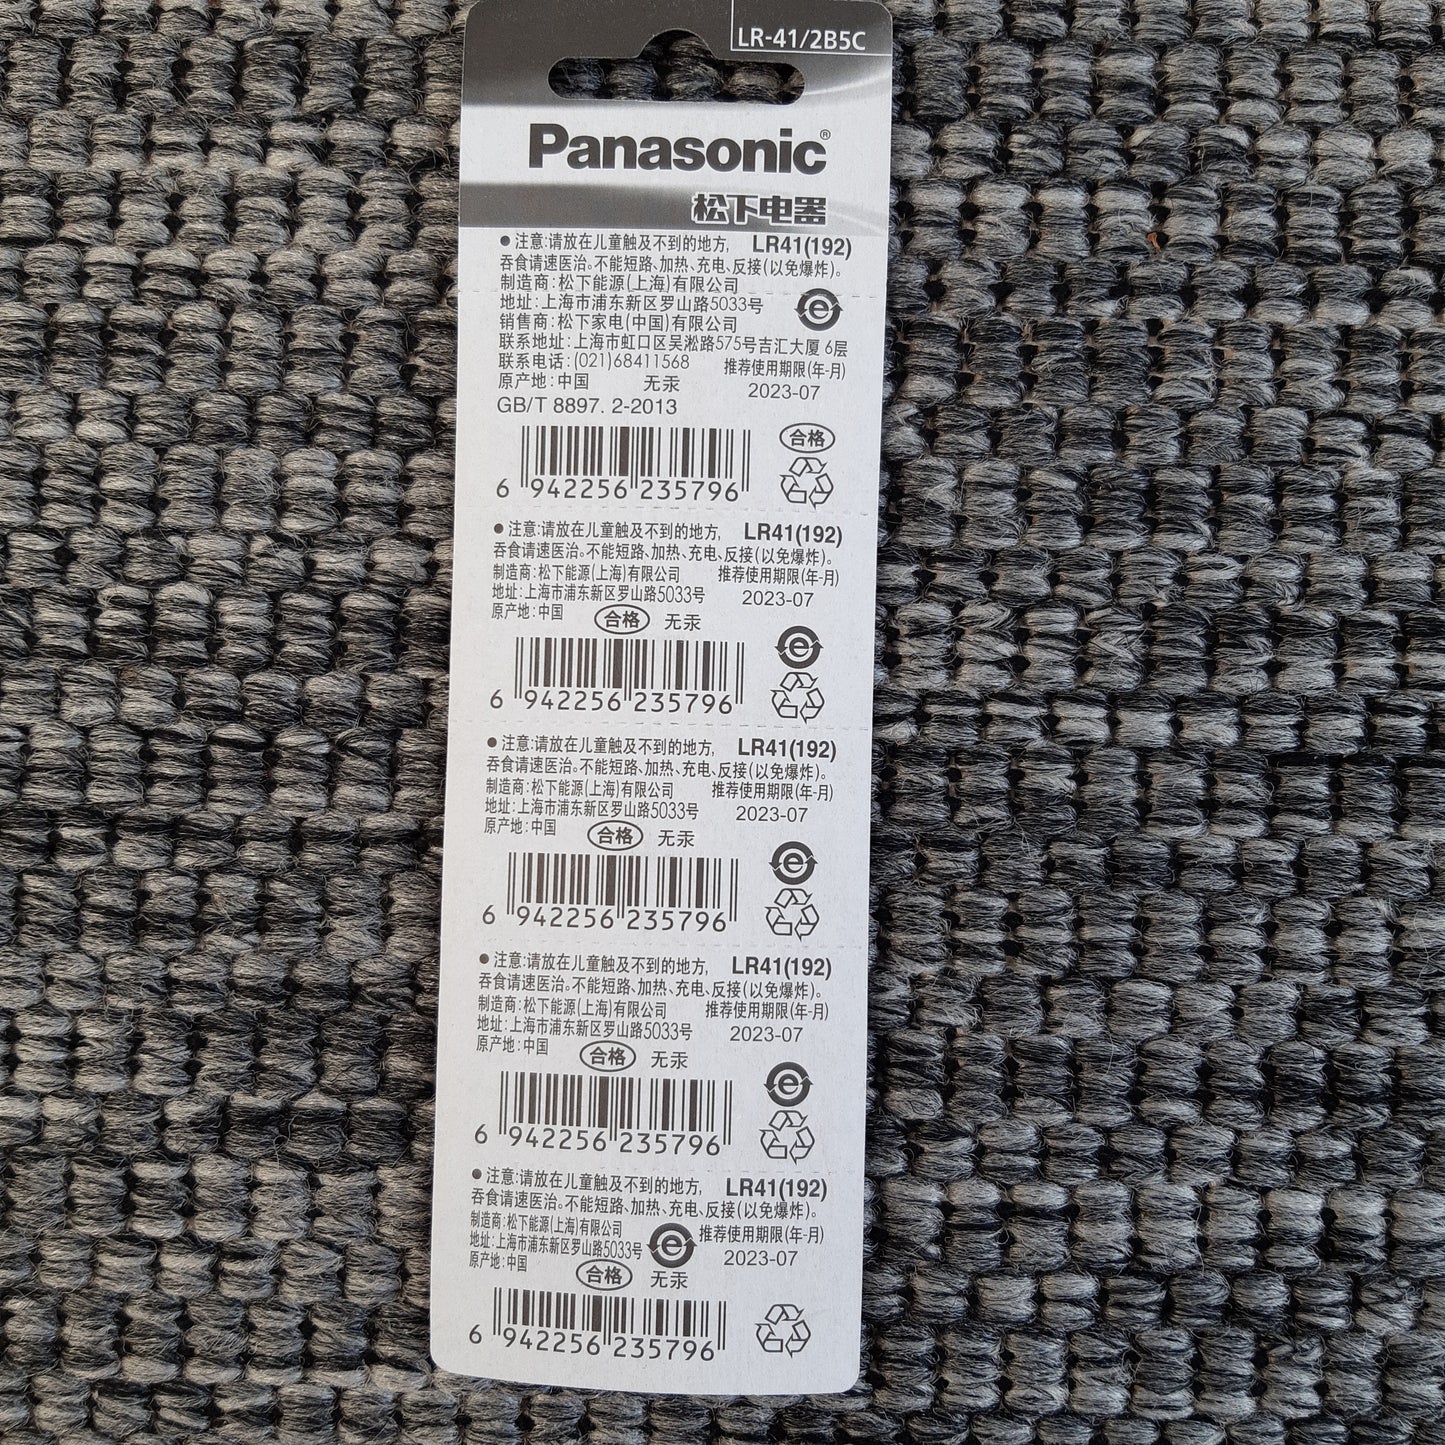 LR-41/2B5C
Panasonic®
松下电器
●注意:请放在儿童触及不到的地方, LR41(192)
吞食请速医治。不能短路、加热、充电、反接(以免爆炸)。
制造商:松下能源(上海)有限公司
地址:上海市浦东新区罗山路5033号
销售商:松下家电(中国)有限公司
联系地址:上海市虹口区吴淞路575号吉汇大厦 6层
联系电话:(021)68411568 推荐使用期限(年-月)
原产地:中国 无汞 2023-07
GB/T 8897. 2-2013
合格
6 942256 235796
●注意:请放在儿童触及不到的地方, LR41(192)
吞食请速医治。不能短路、加热、充电、反接(以免爆炸)。
制造商:松下能源(上海)有限公司 推荐使用期限(年-月)
地址:上海市浦东新区罗山路5033号 2023-07
原产地:中国 合格 无汞
6 942256 235796
●注意:请放在儿童触及不到的地方, LR41(192)
吞食请速医治。不能短路、加热、充电、反接(以免爆炸)。
制造商:松下能源(上海)有限公司 推荐使用期限(年-月)
地址:上海市浦东新区罗山路5033号 2023-07
原产地:中国 合格 无汞
6 942256 235796
●注意:请放在儿童触及不到的地方, LR41(192)
吞食请速医治。不能短路、加热、充电、反接(以免爆炸)。
制造商:松下能源(上海)有限公司 推荐使用期限(年-月)
地址:上海市浦东新区罗山路5033号 2023-07
原产地:中国 合格 无汞
6 942256 235796
●注意:请放在儿童触及不到的地方, LR41(192)
吞食请速医治。不能短路、加热、充电、反接(以免爆炸)。
制造商:松下能源(上海)有限公司 推荐使用期限(年-月)
地址:上海市浦东新区罗山路5033号 2023-07
原产地:中国 合格 无汞
6 942256 235796